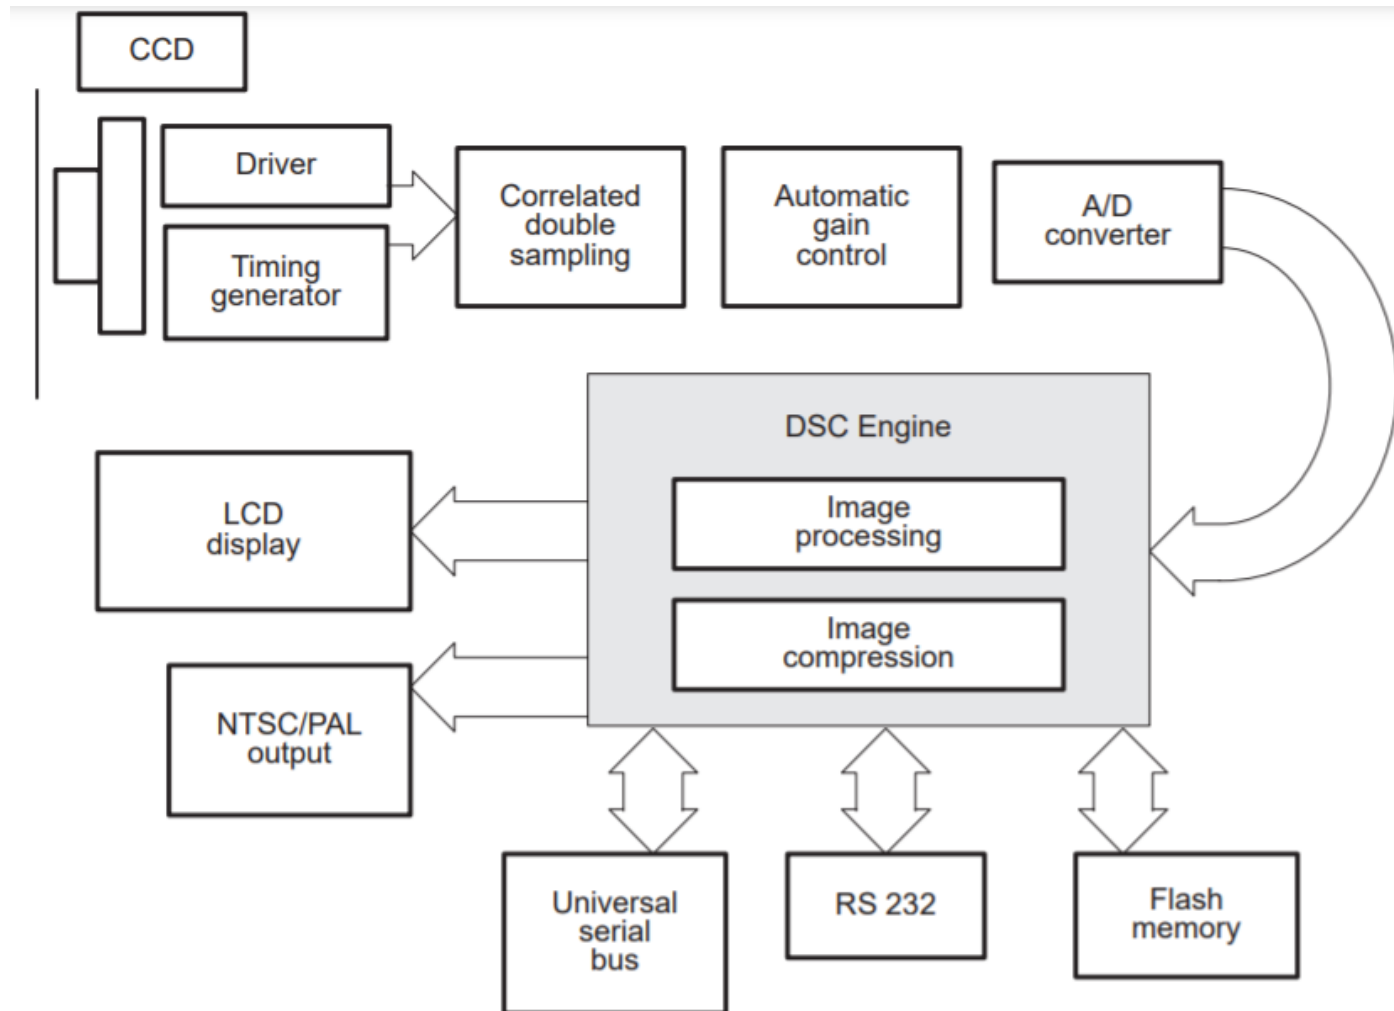 CCD
Driver
Timing
generator
Correlated
double
sampling
Automatic
gain
control
A/D
converter
DSC Engine
Image
processing
Image
compression
LCD
display
NTSC/PAL
output
Universal
serial
bus
RS 232
Flash
memory